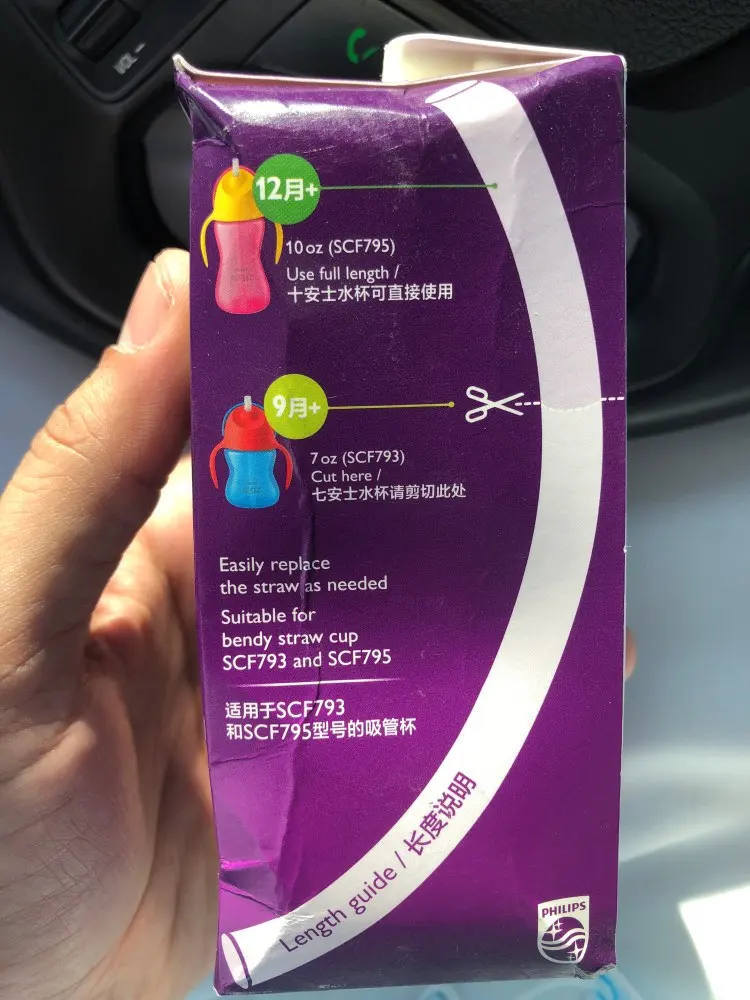 VOL –
12月+
10 oz (SCF795)
Use full length /
十安士水杯可直接使用
9月+
7 oz (SCF793)
Cut here /
七安士水杯请剪切此处
Easily replace
the straw as needed
Suitable for
bendy straw cup
SCF793 and SCF795
适用于SCF793
和SCF795型号的吸管杯
Length guide / 长度说明
PHILIPS